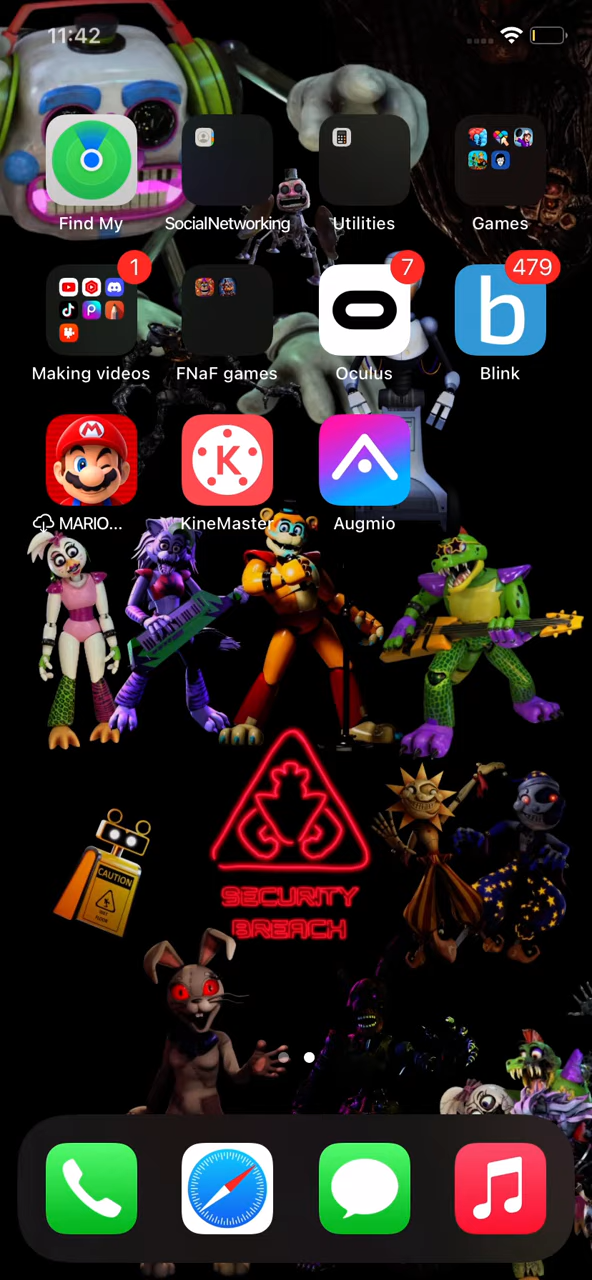 11:42
Find My
SocialNetworking
Utilities
Games
1
7
479
b
Making videos
FNaF games
Oculus
Blink
M
K
MARIO...
KineMaster
Augmio
CAUTION
SECURITY
BREACH